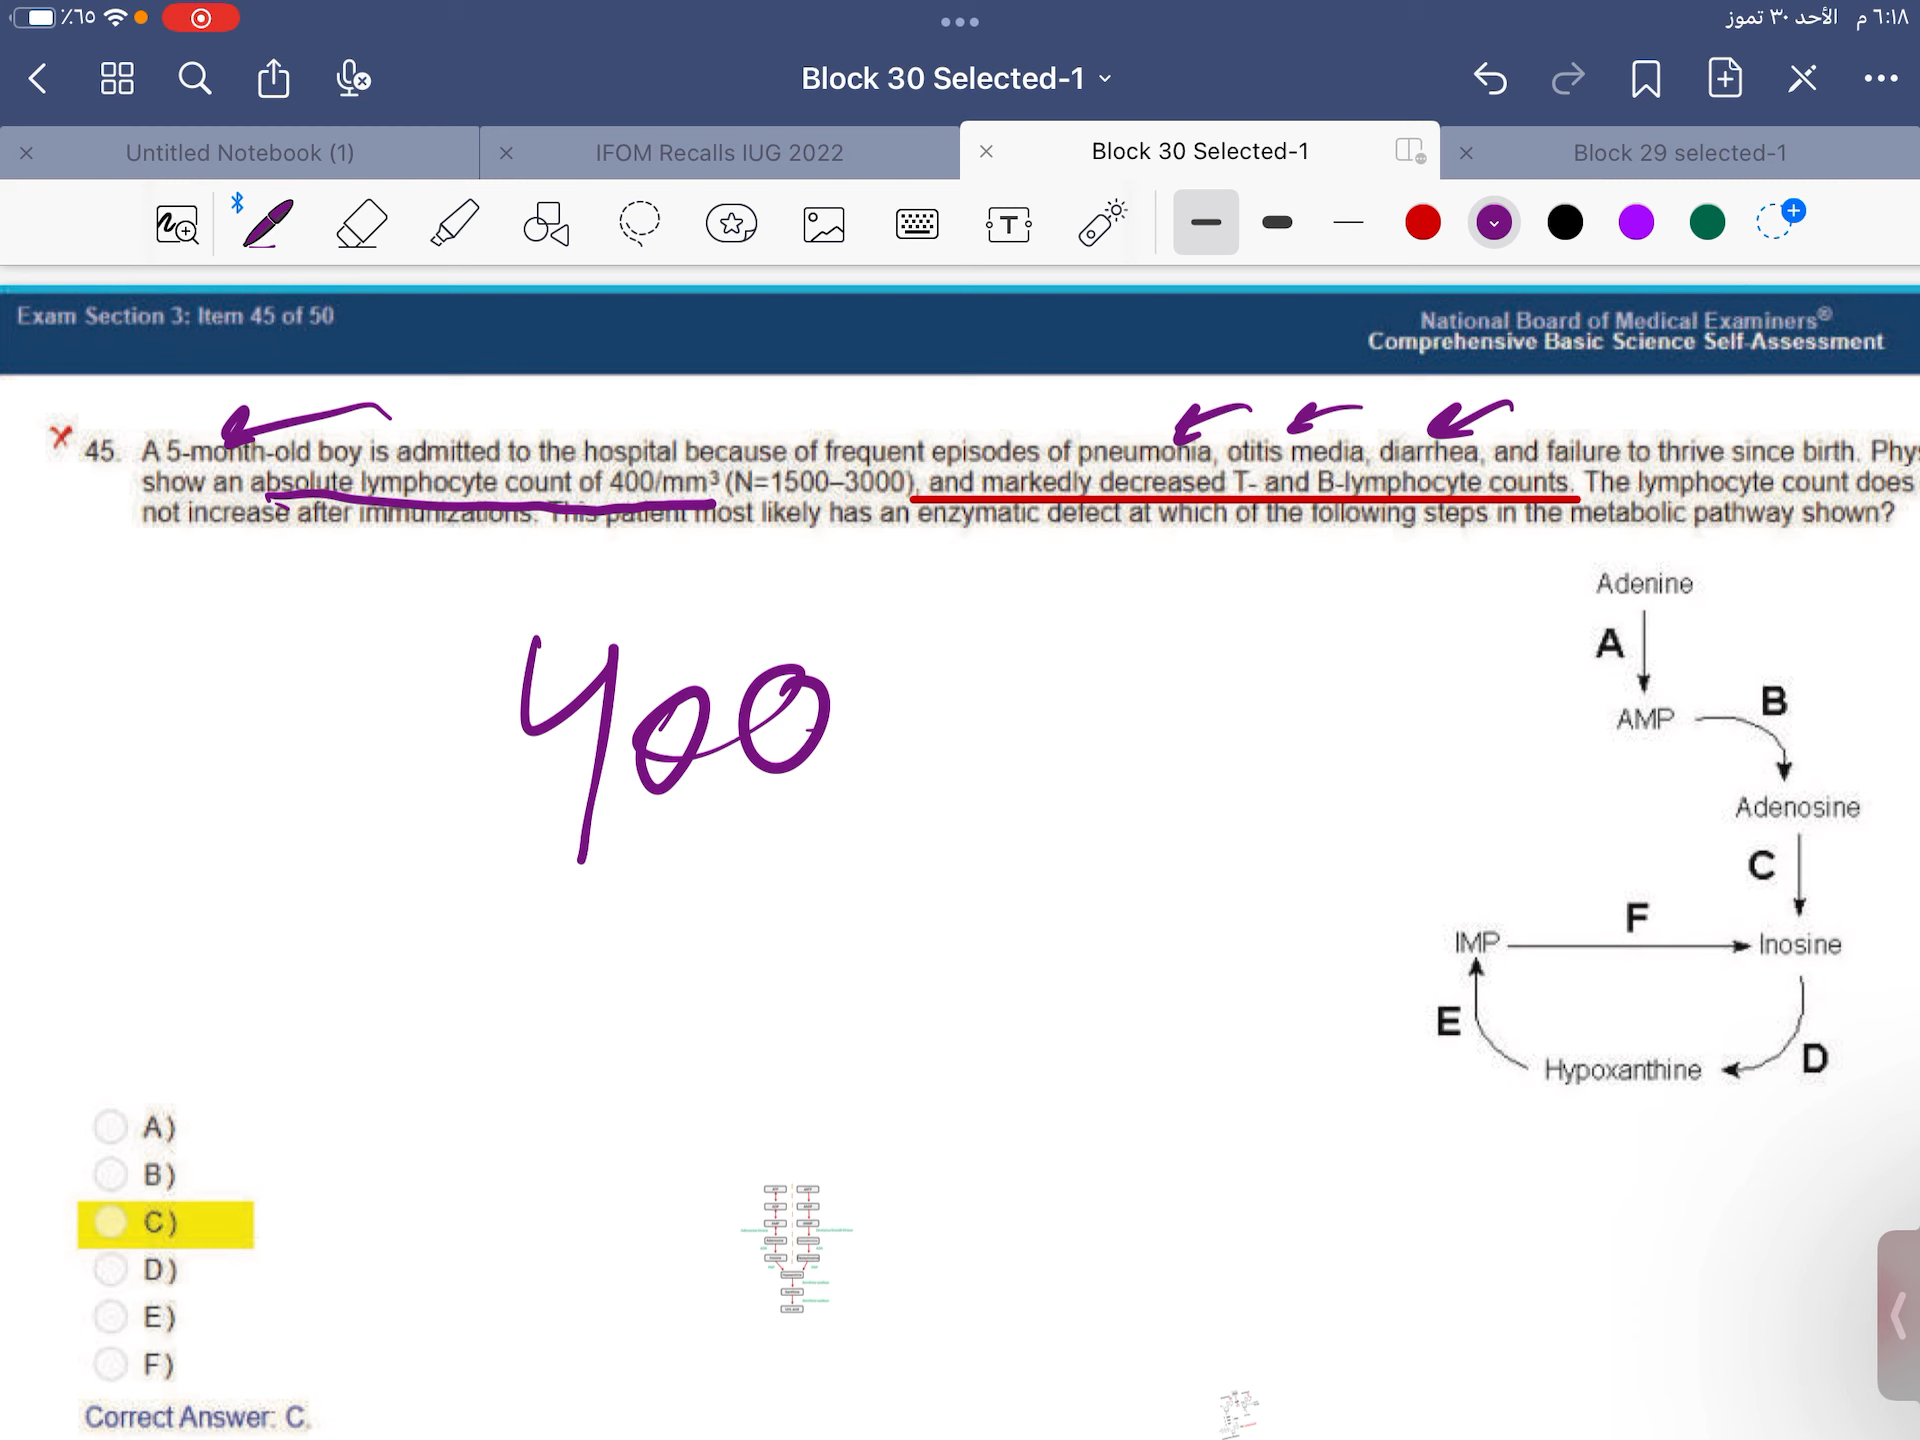 ٪٦٥
٦:١٨ م الأحد ٣٠ تموز
Block 30 Selected-1
Untitled Notebook (1)
IFOM Recalls IUG 2022
Block 30 Selected-1
Block 29 selected-1
T
Exam Section 3: Item 45 of 50
National Board of Medical Examiners®
Comprehensive Basic Science Self-Assessment
45. A 5-month-old boy is admitted to the hospital because of frequent episodes of pneumonia, otitis media, diarrhea, and failure to thrive since birth. Phys
show an absolute lymphocyte count of 400/mm³ (N=1500–3000), and markedly decreased T- and B-lymphocyte counts. The lymphocyte count does
not increase after immunizations. This patient most likely has an enzymatic defect at which of the following steps in the metabolic pathway shown?
400
Adenine
A
AMP
B
Adenosine
C
IMP
F
Inosine
E
Hypoxanthine
D
A)
B)
C)
D)
E)
F)
Correct Answer: C.